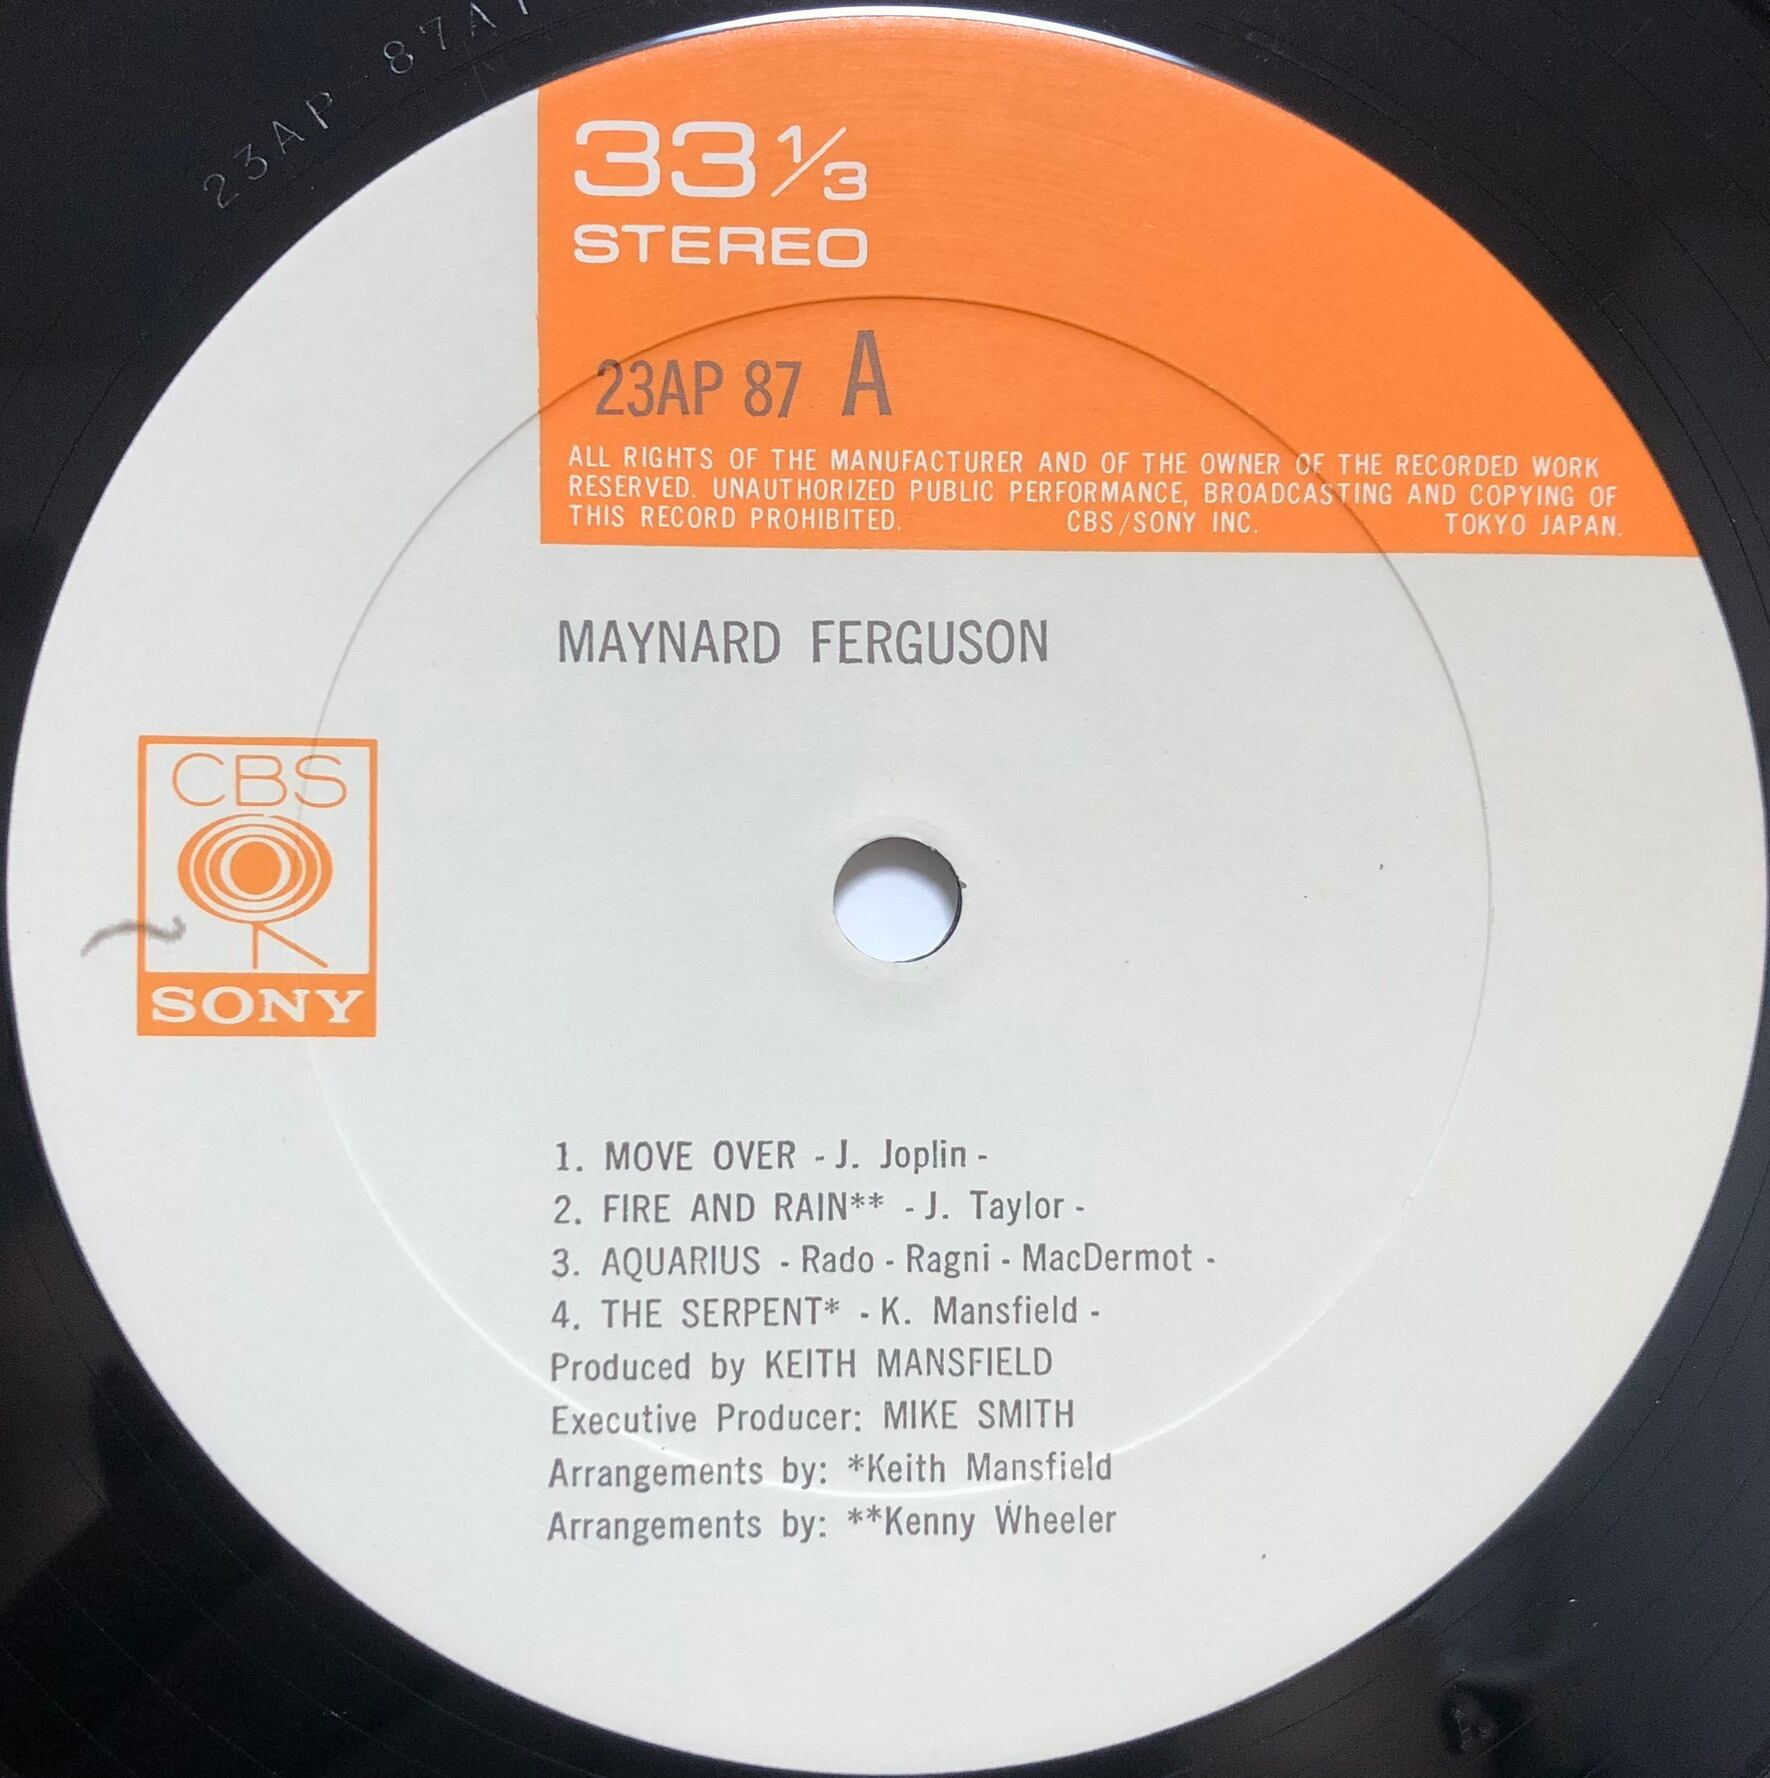 23AP 87A1
33 1/3
STEREO
23AP 87 A
ALL RIGHTS OF THE MANUFACTURER AND OF THE OWNER OF THE RECORDED WORK
RESERVED. UNAUTHORIZED PUBLIC PERFORMANCE, BROADCASTING AND COPYING OF
THIS RECORD PROHIBITED. CBS/SONY INC. TOKYO JAPAN.
MAYNARD FERGUSON
CBS
SONY
1. MOVE OVER - J. Joplin -
2. FIRE AND RAIN** - J. Taylor -
3. AQUARIUS - Rado - Ragni - MacDermot -
4. THE SERPENT* - K. Mansfield -
Produced by KEITH MANSFIELD
Executive Producer: MIKE SMITH
Arrangements by: *Keith Mansfield
Arrangements by: **Kenny Wheeler